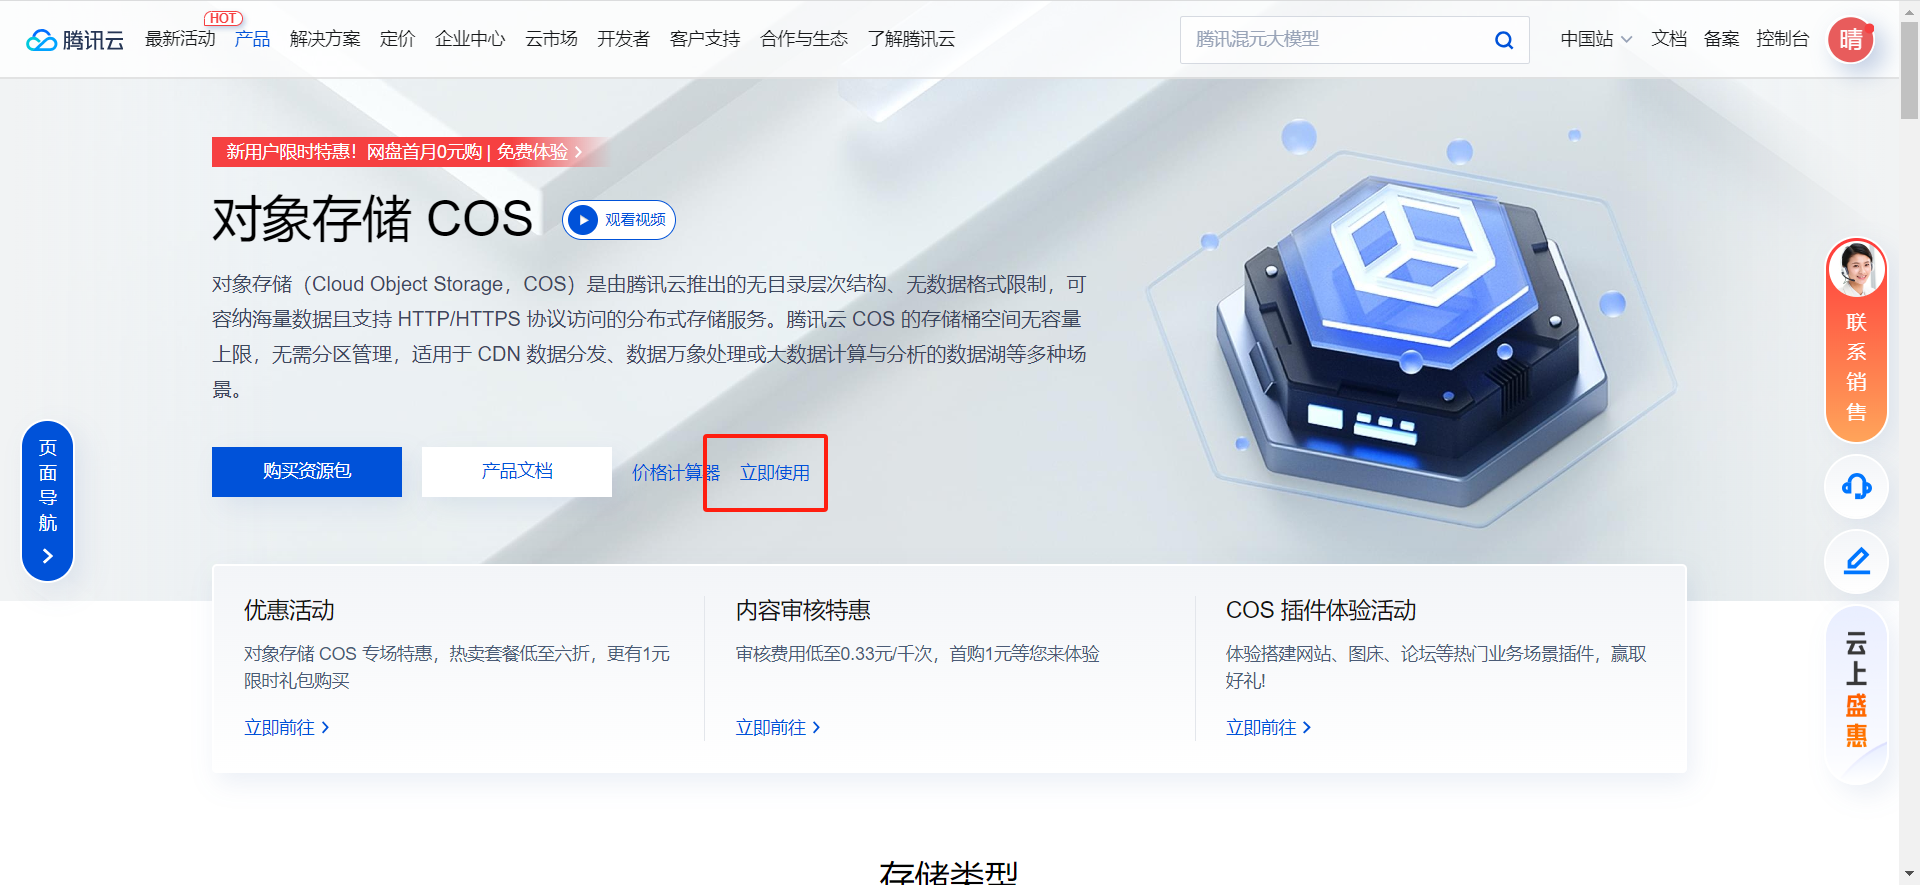 腾讯云
最新活动
HOT
产品
解决方案
定价
企业中心
云市场
开发者
客户支持
合作与生态
了解腾讯云
腾讯混元大模型
中国站
文档
备案
控制台
晴
新用户限时特惠！网盘首月0元购 | 免费体验 >
对象存储 COS
观看视频
对象存储（Cloud Object Storage，COS）是由腾讯云推出的无目录层次结构、无数据格式限制，可
容纳海量数据且支持 HTTP/HTTPS 协议访问的分布式存储服务。腾讯云 COS 的存储桶空间无容量
上限，无需分区管理，适用于 CDN 数据分发、数据万象处理或大数据计算与分析的数据湖等多种场
景。
购买资源包
产品文档
价格计算器
立即使用
页面导航
联系销售
云上盛惠
优惠活动
对象存储 COS 专场特惠，热卖套餐低至六折，更有1元
限时礼包购买
立即前往 >
内容审核特惠
审核费用低至0.33元/千次，首购1元等您来体验
立即前往 >
COS 插件体验活动
体验搭建网站、图床、论坛等热门业务场景插件，赢取
好礼!
立即前往 >
存储类型